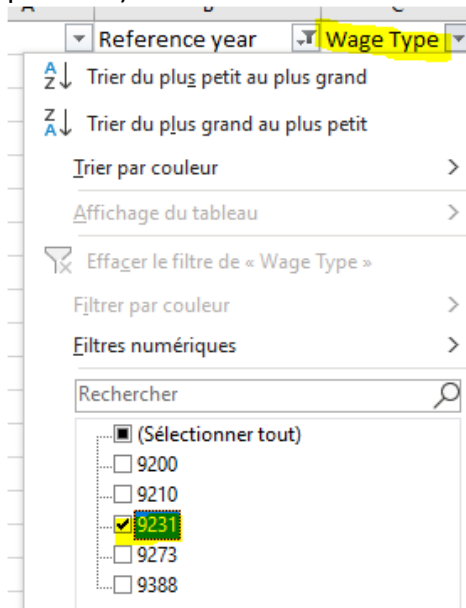 Reference year Wage Type
Trier du plus petit au plus grand
Trier du plus grand au plus petit
Trier par couleur
Affichage du tableau
Effacer le filtre de « Wage Type »
Filtrer par couleur
Filtres numériques
Rechercher
(Sélectionner tout)
9200
9210
9231
9273
9388